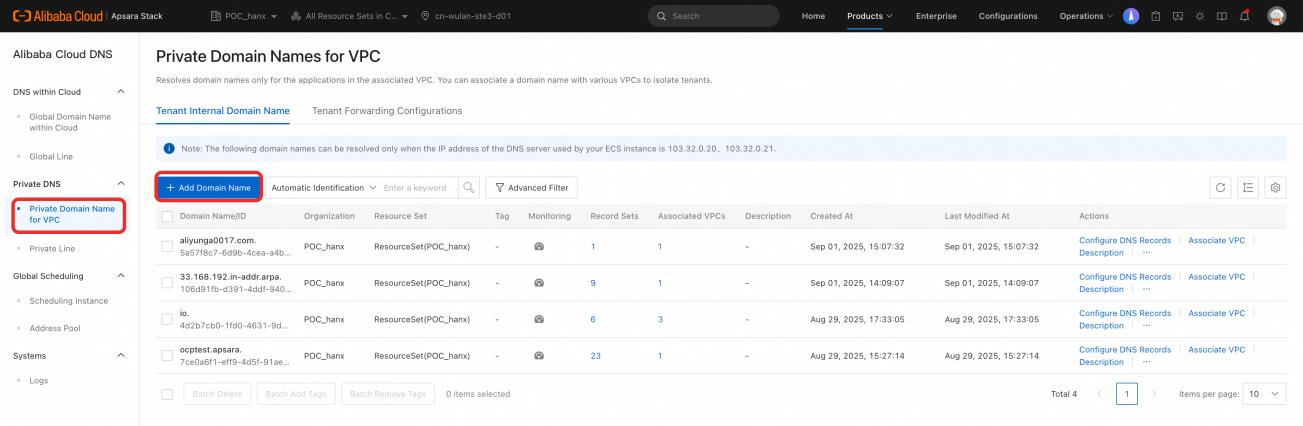 Alibaba Cloud | Apsara Stack POC_hanx All Resource Sets in C... cn-wulan-ste3-d01 Search Home Products Enterprise Configurations Operations
Alibaba Cloud DNS
DNS within Cloud
Global Domain Name
within Cloud
Global Line
Private DNS
Private Domain Name
for VPC
Private Line
Global Scheduling
Scheduling Instance
Address Pool
Systems
Logs
Private Domain Names for VPC
Resolves domain names only for the applications in the associated VPC. You can associate a domain name with various VPCs to isolate tenants.
Tenant Internal Domain Name Tenant Forwarding Configurations
Note: The following domain names can be resolved only when the IP address of the DNS server used by your ECS instance is 103.32.0.20、103.32.0.21.
+ Add Domain Name Automatic Identification Enter a keyword Advanced Filter
Domain Name/ID Organization Resource Set Tag Monitoring Record Sets Associated VPCs Description Created At Last Modified At Actions
aliyunga0017.com.
5a57f8c7-6d9b-4cea-a4b... POC_hanx ResourceSet(POC_hanx) - 1 1 - Sep 01, 2025, 15:07:32 Sep 01, 2025, 15:07:32 Configure DNS Records Associate VPC
Description ...
33.168.192.in-addr.arpa.
106d91fb-d391-4ddf-940... POC_hanx ResourceSet(POC_hanx) - 9 1 - Sep 01, 2025, 14:09:07 Sep 01, 2025, 14:09:07 Configure DNS Records Associate VPC
Description ...
io.
4d2b7cb0-1fd0-4631-9d... POC_hanx ResourceSet(POC_hanx) - 6 3 - Aug 29, 2025, 17:33:05 Aug 29, 2025, 17:33:05 Configure DNS Records Associate VPC
Description ...
ocptest.apsara.
7ce0a6f1-eff9-4d5f-91ae... POC_hanx ResourceSet(POC_hanx) - 23 1 - Aug 29, 2025, 15:27:14 Aug 29, 2025, 15:27:14 Configure DNS Records Associate VPC
Description ...
Batch Delete Batch Add Tags Batch Remove Tags 0 items selected Total 4 < 1 > Items per page: 10